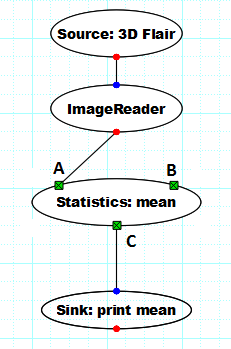 Source: 3D Flair
ImageReader
A
B
Statistics: mean
C
Sink: print mean